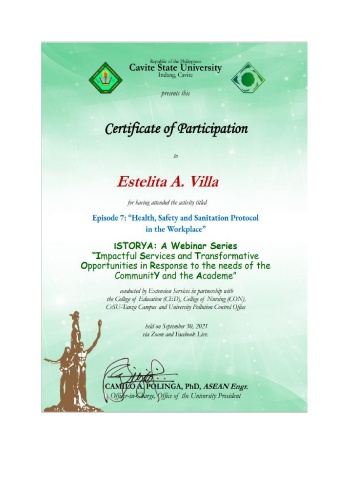 Republic of the Philippines
Cavite State University
Indang, Cavite
presents this
Certificate of Participation
to
Estelita A. Villa
for having attended the activity titled
Episode 7: “Health, Safety and Sanitation Protocol
in the Workplace”
ISTORYA: A Webinar Series
“Impactful Services and Transformative
Opportunities in Response to the needs of the
CommunitY and the Academe”
conducted by Extension Services in partnership with
the College of Education (CED), College of Nursing (CON),
CvSU-Tanza Campus and University Pollution Control Office
held on September 30, 2021
via Zoom and Facebook Live.
CAMILO A. POLINGA, PhD, ASEAN Engr.
Officer-in-Charge, Office of the University President